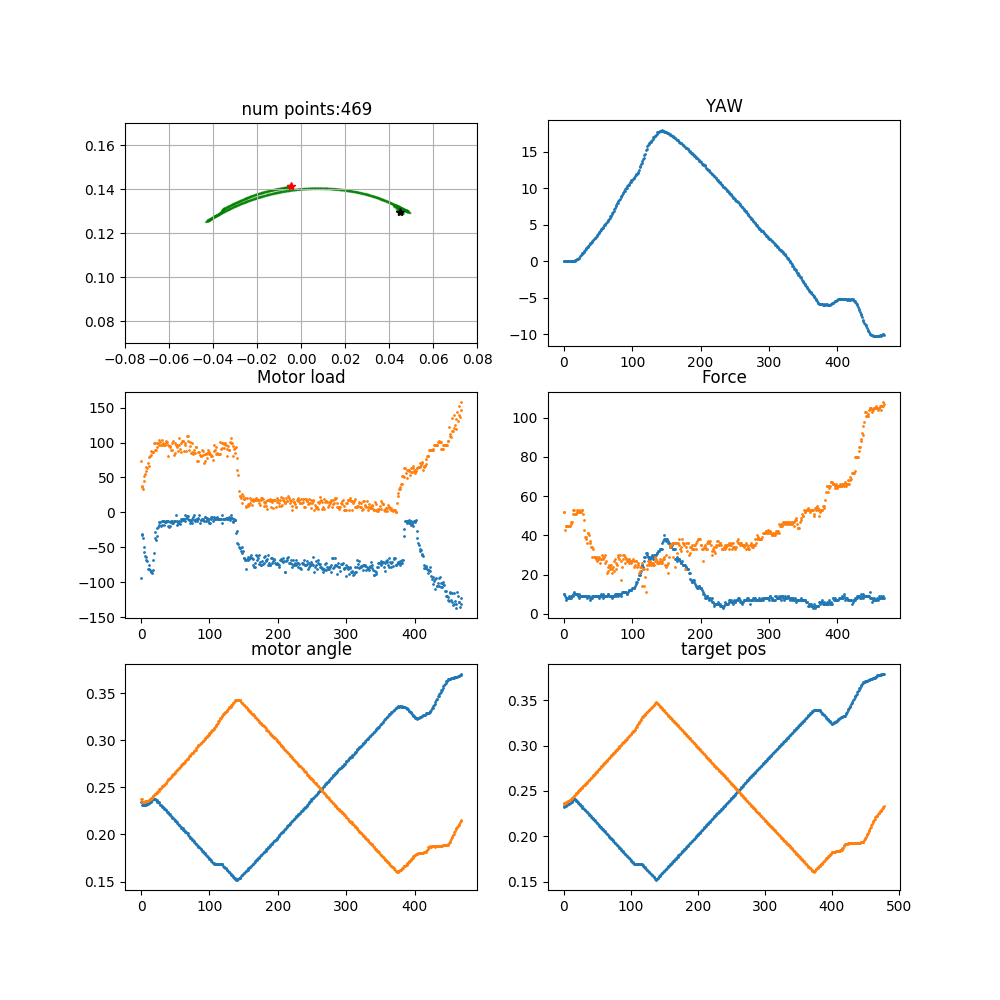 num points:469
YAW
0.16
0.14
0.12
0.10
0.08
−0.08 −0.06 −0.04 −0.02 0.00 0.02 0.04 0.06 0.08
15
10
5
0
−5
−10
0 100 200 300 400
Motor load
Force
150
100
50
0
−50
−100
−150
0 100 200 300 400
100
80
60
40
20
0
0 100 200 300 400
motor angle
target pos
0.35
0.30
0.25
0.20
0.15
0 100 200 300 400
0.35
0.30
0.25
0.20
0.15
0 100 200 300 400 500